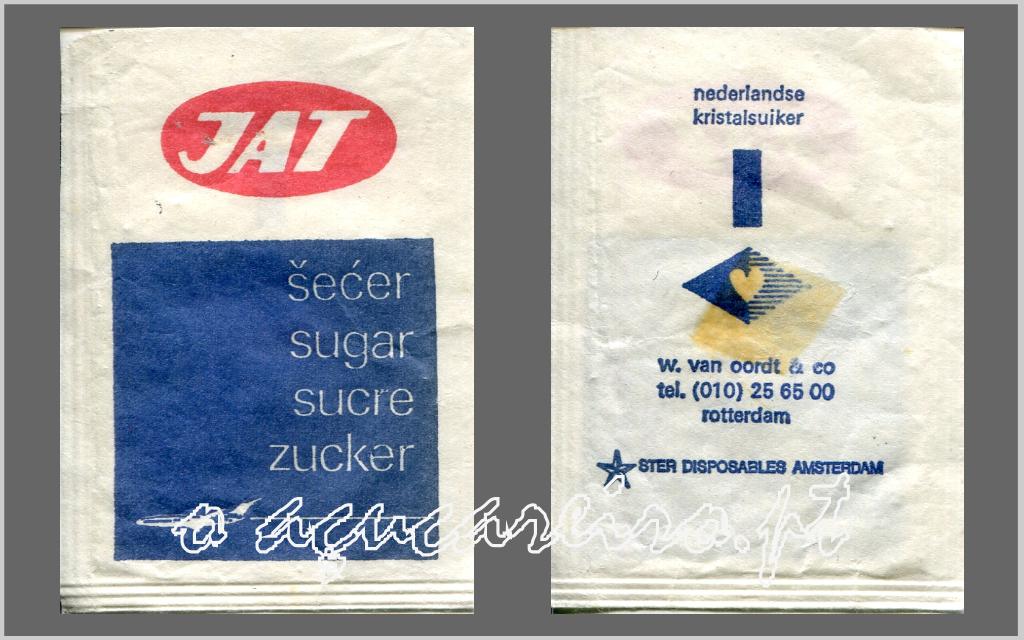 JAT
šećer
sugar
sucre
zucker
nederlandse
kristalsuiker
w. van oordt & co
tel. (010) 25 65 00
rotterdam
STER DISPOSABLES AMSTERDAM
o açucareiro.pt